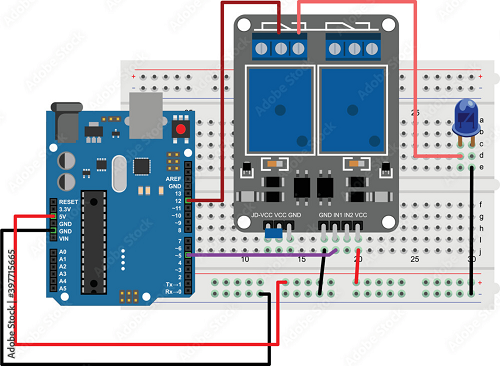 RESET
3.3V
5V
GND
GND
VIN
A0
A1
A2
A3
A4
A5
AREF
GND
13
12
~11
~10
~9
8
7
~6
~5
4
~3
2
Tx→1
Rx←0
JD-VCC VCC GND
GND IN1 IN2 VCC
25
10
15
20
30
a
b
c
d
e
f
g
h
i
j
+
-
+
-
Adobe Stock | #397715665
Adobe Stock